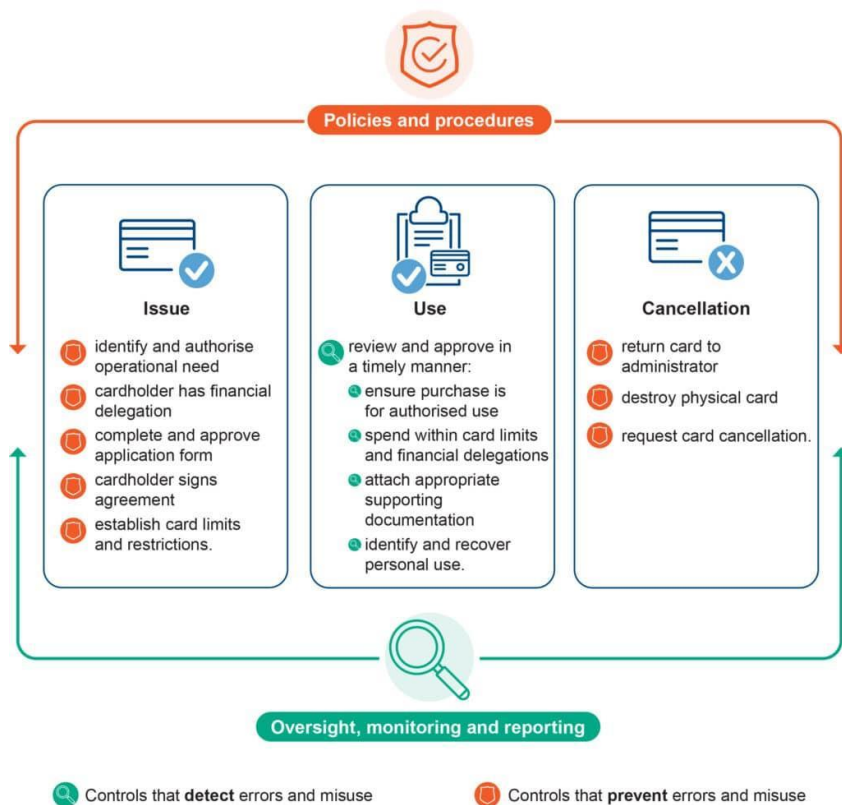 Policies and procedures
Issue
identify and authorise
operational need
cardholder has financial
delegation
complete and approve
application form
cardholder signs
agreement
establish card limits
and restrictions.
Use
review and approve in
a timely manner:
ensure purchase is
for authorised use
spend within card limits
and financial delegations
attach appropriate
supporting
documentation
identify and recover
personal use.
Cancellation
return card to
administrator
destroy physical card
request card cancellation.
Oversight, monitoring and reporting
Controls that detect errors and misuse
Controls that prevent errors and misuse